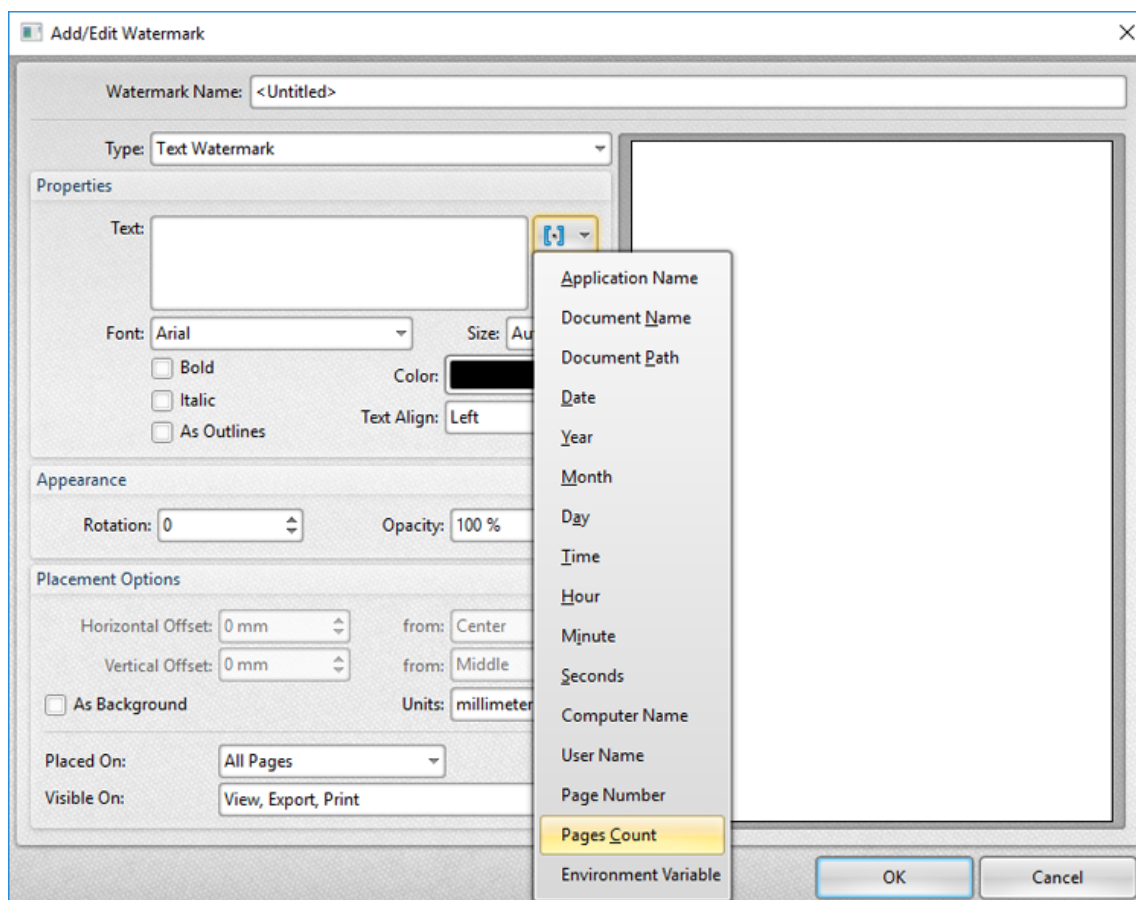 Add/Edit Watermark
Watermark Name: <Untitled>
Type: Text Watermark
Properties
Text:
Font: Arial
Size: Au
Bold
Color:
Italic
Text Align: Left
As Outlines
Appearance
Rotation: 0
Opacity: 100 %
Placement Options
Horizontal Offset: 0 mm
from: Center
Vertical Offset: 0 mm
from: Middle
As Background
Units: millimeter
Placed On: All Pages
Visible On: View, Export, Print
Application Name
Document Name
Document Path
Date
Year
Month
Day
Time
Hour
Minute
Seconds
Computer Name
User Name
Page Number
Pages Count
Environment Variable
OK
Cancel